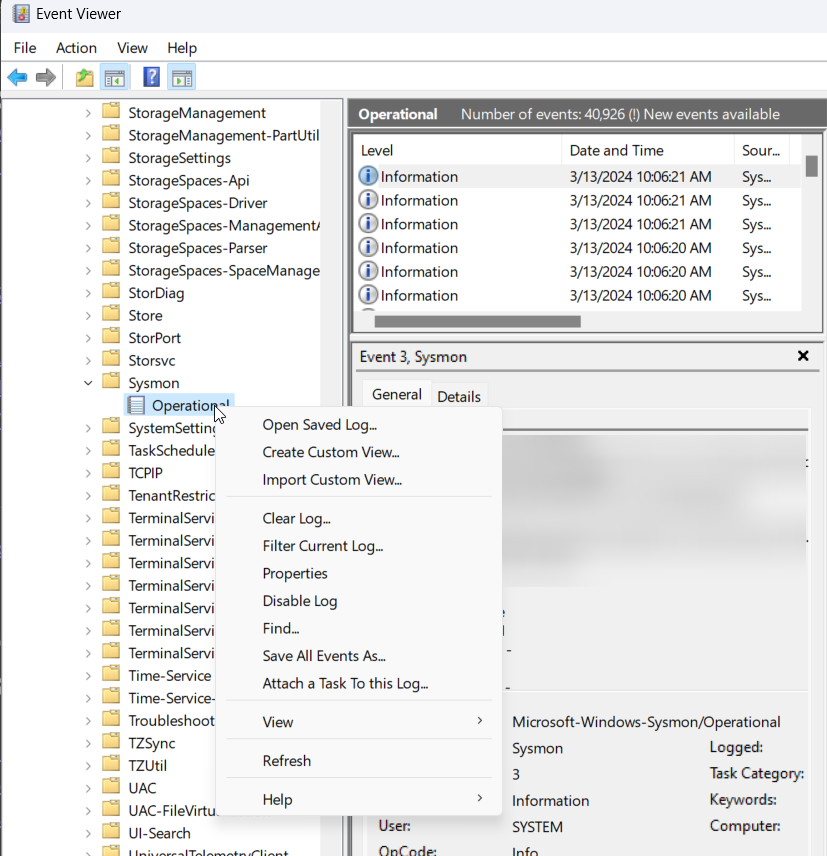 Event Viewer
File Action View Help
StorageManagement
StorageManagement-PartUtil
StorageSettings
StorageSpaces-Api
StorageSpaces-Driver
StorageSpaces-Management
StorageSpaces-Parser
StorageSpaces-SpaceManage
StorDiag
Store
StorPort
Storsvc
Sysmon
Operational
SystemSetting
TaskSchedule
TCPIP
TenantRestric
TerminalServi
TerminalServi
TerminalServi
TerminalServi
TerminalServi
TerminalServi
TerminalServi
Time-Service
Time-Service-
Troubleshoot
TZSync
TZUtil
UAC
UAC-FileVirtu
UI-Search
UniversalTelemetryClient
Operational Number of events: 40,926 (!) New events available
Level Date and Time Sour...
Information 3/13/2024 10:06:21 AM Sys...
Information 3/13/2024 10:06:21 AM Sys...
Information 3/13/2024 10:06:21 AM Sys...
Information 3/13/2024 10:06:20 AM Sys...
Information 3/13/2024 10:06:20 AM Sys...
Information 3/13/2024 10:06:20 AM Sys...
Event 3, Sysmon
General Details
Open Saved Log...
Create Custom View...
Import Custom View...
Clear Log...
Filter Current Log...
Properties
Disable Log
Find...
Save All Events As...
Attach a Task To this Log...
View
Refresh
Help
Microsoft-Windows-Sysmon/Operational
Sysmon Logged:
3 Task Category:
Information Keywords:
User: SYSTEM Computer:
OpCode: Info